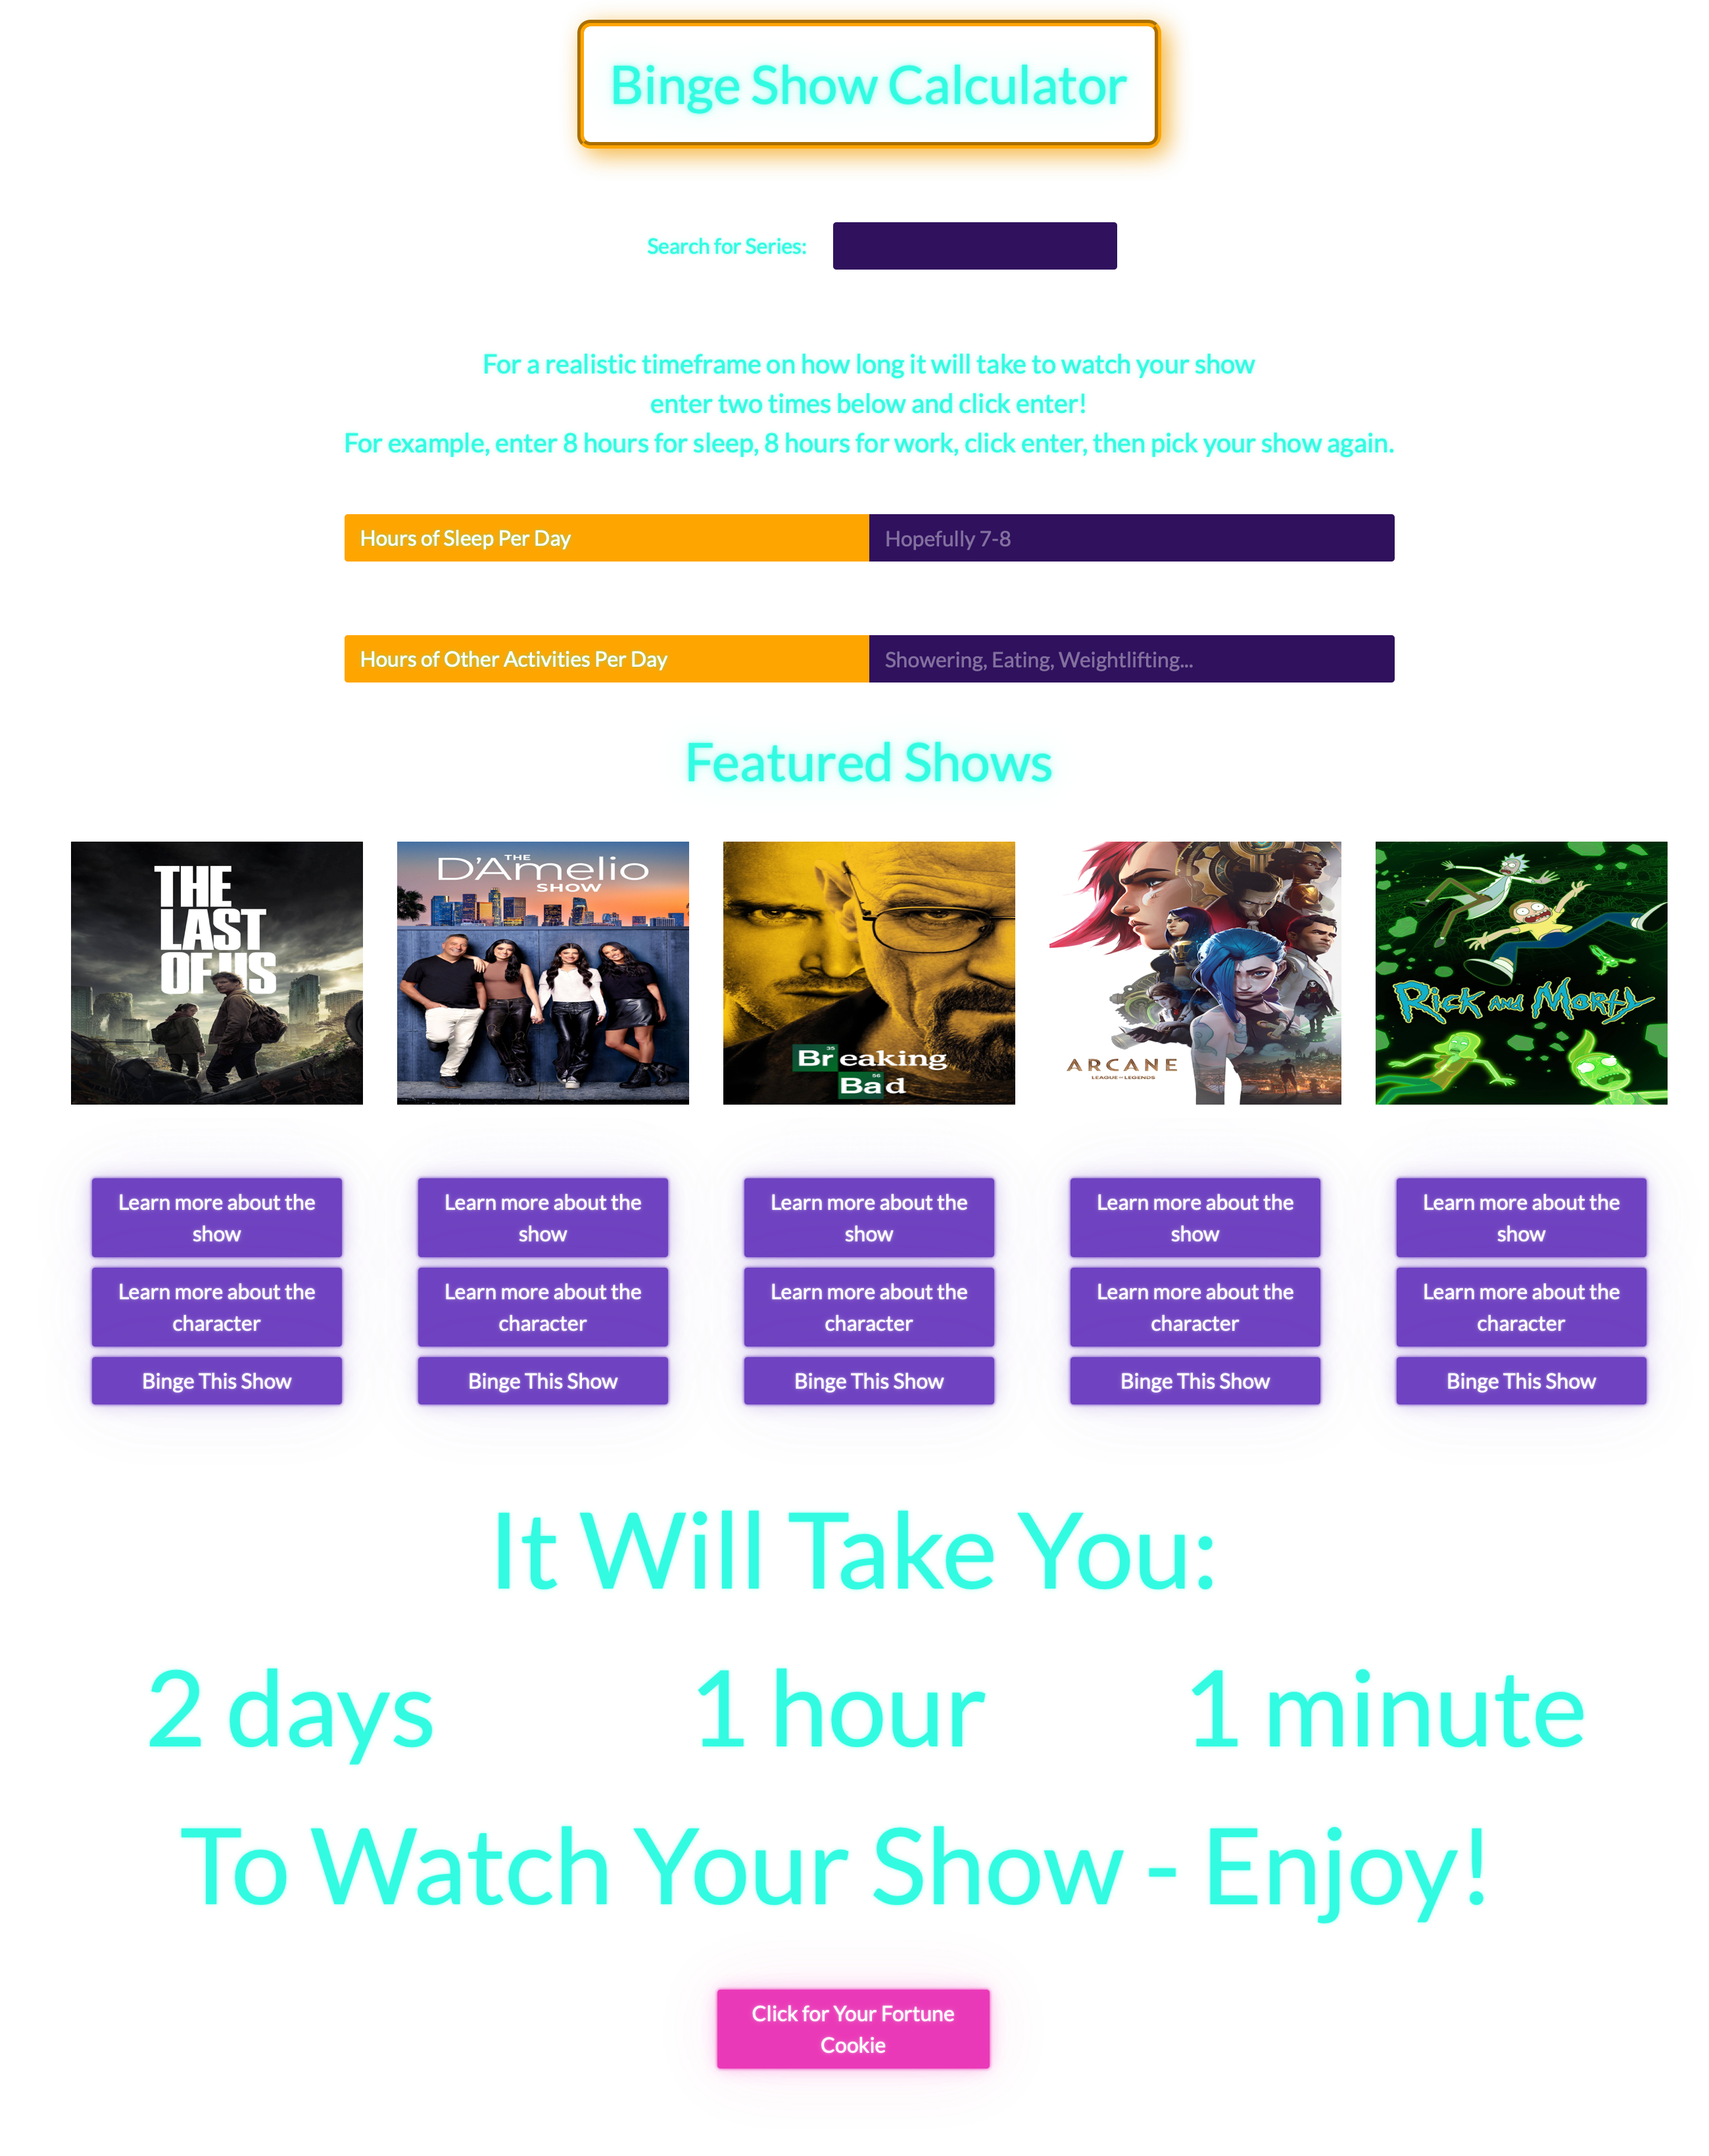 Binge Show Calculator
Search for Series:
For a realistic timeframe on how long it will take to watch your show
enter two times below and click enter!
For example, enter 8 hours for sleep, 8 hours for work, click enter, then pick your show again.
Hours of Sleep Per Day
Hopefully 7-8
Hours of Other Activities Per Day
Showering, Eating, Weightlifting...
Featured Shows
THE
LAST
OF US
THE
D'Amelio
SHOW
35
Breaking
56
Bad
ARCANE
LEAGUE OF LEGENDS
RICK AND MORTY
Learn more about the
show
Learn more about the
character
Binge This Show
Learn more about the
show
Learn more about the
character
Binge This Show
Learn more about the
show
Learn more about the
character
Binge This Show
Learn more about the
show
Learn more about the
character
Binge This Show
Learn more about the
show
Learn more about the
character
Binge This Show
It Will Take You:
2 days
1 hour
1 minute
To Watch Your Show - Enjoy!
Click for Your Fortune
Cookie